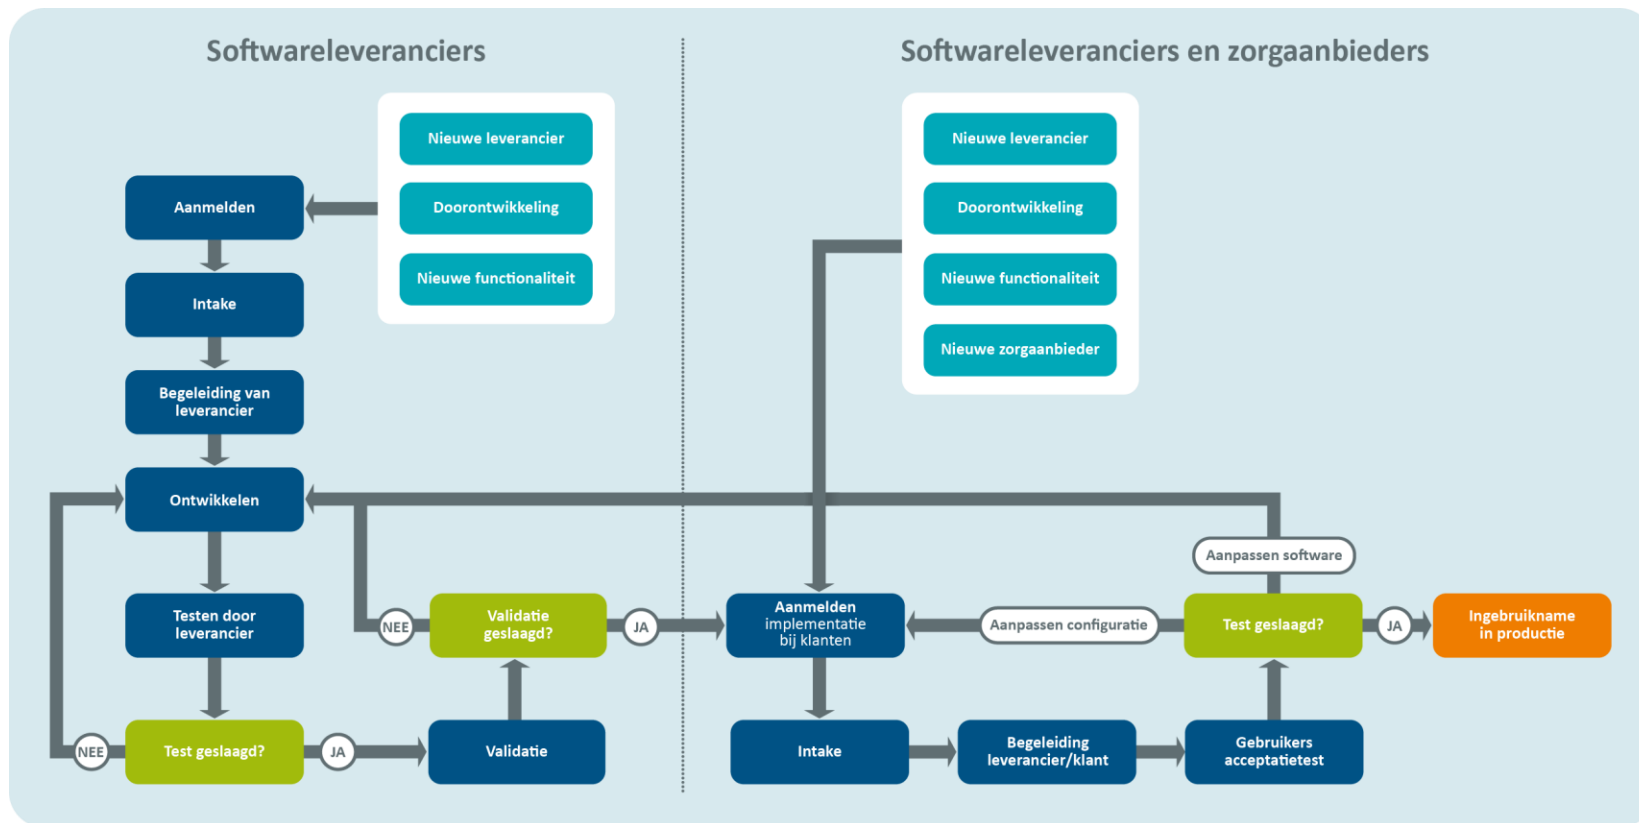 Softwareleveranciers
Nieuwe leverancier
Doorontwikkeling
Nieuwe functionaliteit
Aanmelden
Intake
Begeleiding van
leverancier
Ontwikkelen
Testen door
leverancier
Test geslaagd?
NEE
JA
Validatie
Validatie
geslaagd?
NEE
JA
Softwareleveranciers en zorgaanbieders
Nieuwe leverancier
Doorontwikkeling
Nieuwe functionaliteit
Nieuwe zorgaanbieder
Aanmelden
implementatie
bij klanten
Intake
Begeleiding
leverancier/klant
Gebruikers
acceptatietest
Test geslaagd?
Aanpassen configuratie
Aanpassen software
JA
Ingebruikname
in productie